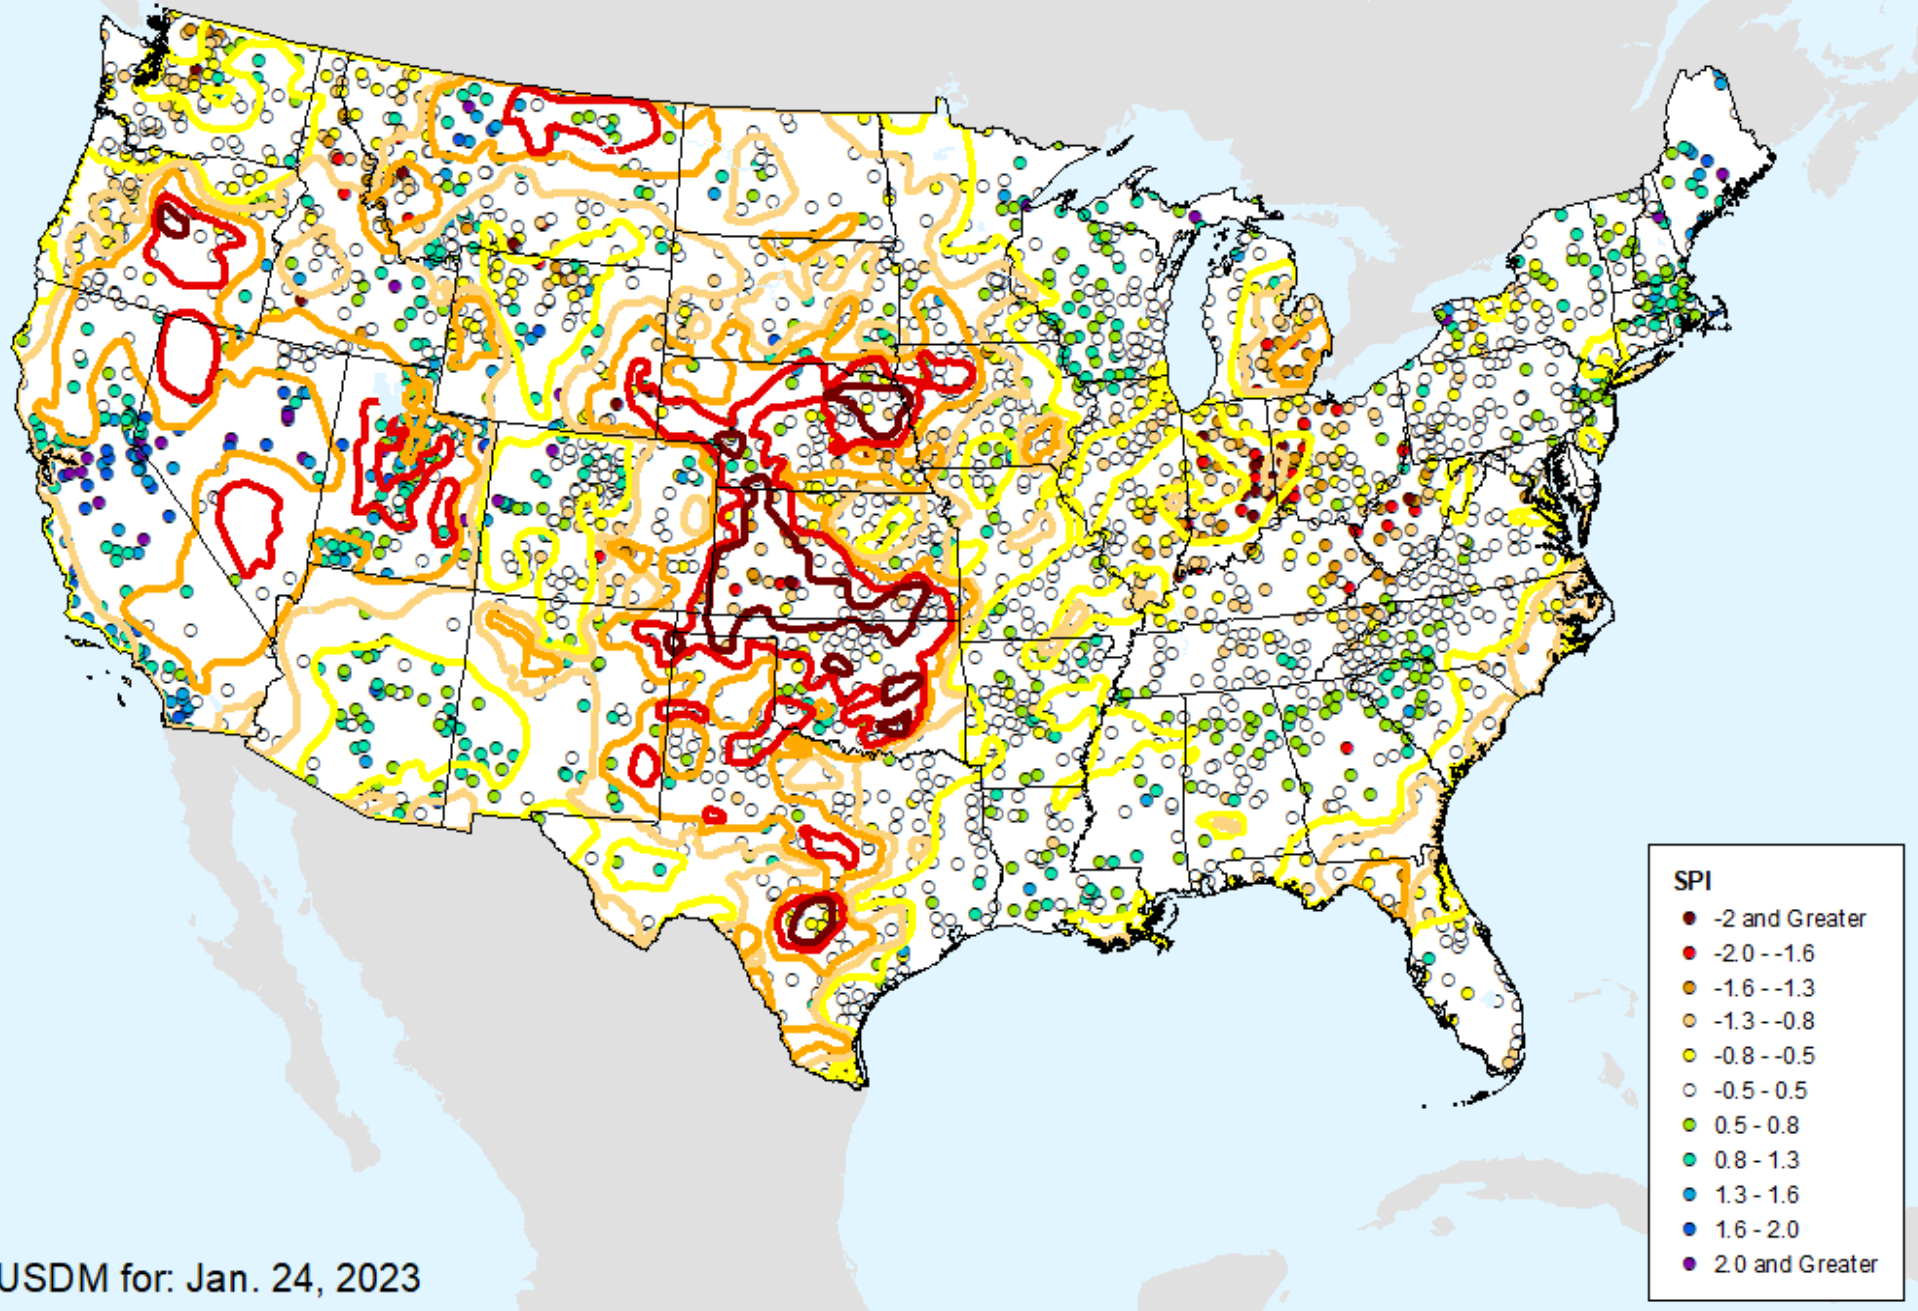 SPI
-2 and Greater
-2.0 - -1.6
-1.6 - -1.3
-1.3 - -0.8
-0.8 - -0.5
-0.5 - 0.5
0.5 - 0.8
0.8 - 1.3
1.3 - 1.6
1.6 - 2.0
2.0 and Greater
USDM for: Jan. 24, 2023